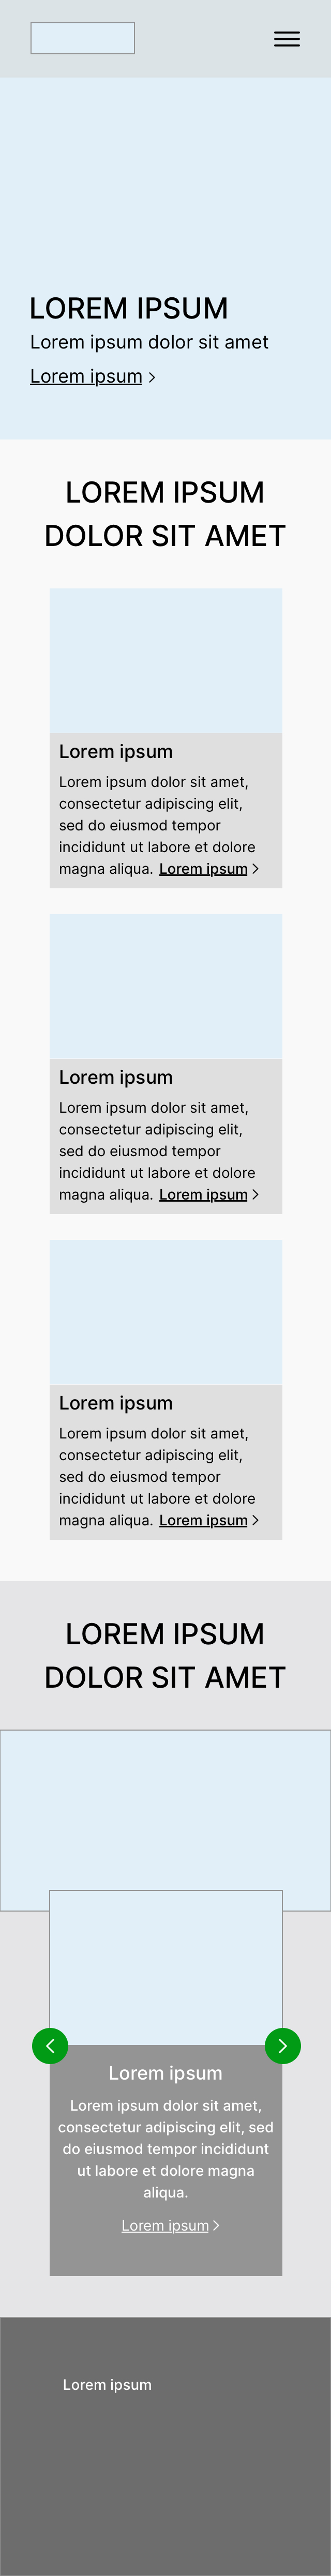 LOREM IPSUM
Lorem ipsum dolor sit amet
Lorem ipsum
LOREM IPSUM
DOLOR SIT AMET
Lorem ipsum
Lorem ipsum dolor sit amet,
consectetur adipiscing elit,
sed do eiusmod tempor
incididunt ut labore et dolore
magna aliqua. Lorem ipsum
Lorem ipsum
Lorem ipsum dolor sit amet,
consectetur adipiscing elit,
sed do eiusmod tempor
incididunt ut labore et dolore
magna aliqua. Lorem ipsum
Lorem ipsum
Lorem ipsum dolor sit amet,
consectetur adipiscing elit,
sed do eiusmod tempor
incididunt ut labore et dolore
magna aliqua. Lorem ipsum
LOREM IPSUM
DOLOR SIT AMET
Lorem ipsum
Lorem ipsum dolor sit amet,
consectetur adipiscing elit, sed
do eiusmod tempor incididunt
ut labore et dolore magna
aliqua.
Lorem ipsum
Lorem ipsum